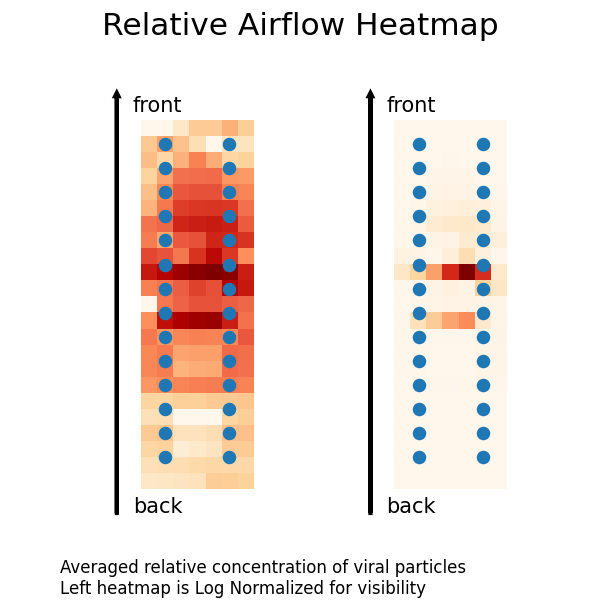 Relative Airflow Heatmap
front
front
back
back
Averaged relative concentration of viral particles
Left heatmap is Log Normalized for visibility